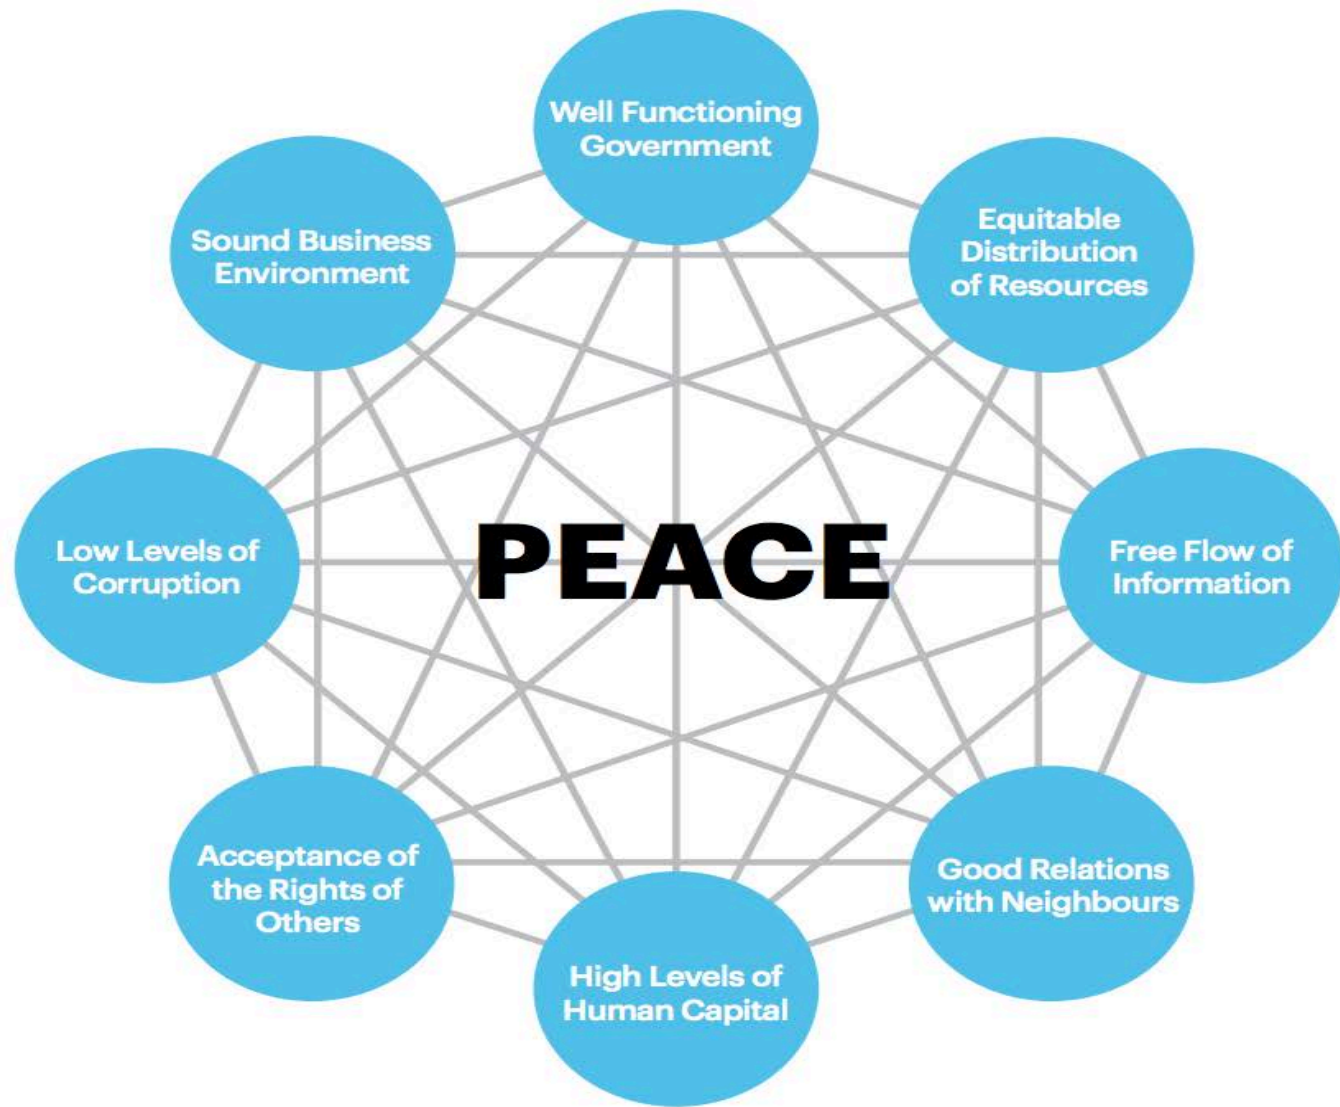 Well Functioning
Government
Sound Business
Environment
Equitable
Distribution
of Resources
Low Levels of
Corruption
PEACE
Free Flow of
Information
Acceptance of
the Rights of
Others
Good Relations
with Neighbours
High Levels of
Human Capital